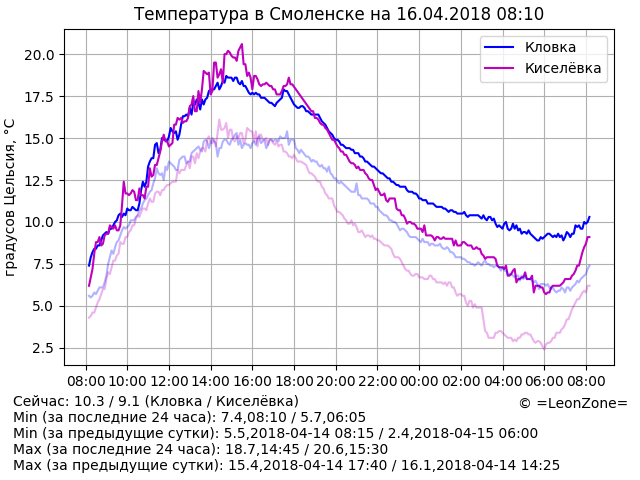 Температура в Смоленске на 16.04.2018 08:10
Кловка
Киселёвка
градусов Цельсия, °C
20.0
17.5
15.0
12.5
10.0
7.5
5.0
2.5
08:00 10:00 12:00 14:00 16:00 18:00 20:00 22:00 00:00 02:00 04:00 06:00 08:00
Сейчас: 10.3 / 9.1 (Кловка / Киселёвка)
© =LeonZone=
Min (за последние 24 часа): 7.4,08:10 / 5.7,06:05
Min (за предыдущие сутки): 5.5,2018-04-14 08:15 / 2.4,2018-04-15 06:00
Max (за последние 24 часа): 18.7,14:45 / 20.6,15:30
Max (за предыдущие сутки): 15.4,2018-04-14 17:40 / 16.1,2018-04-14 14:25